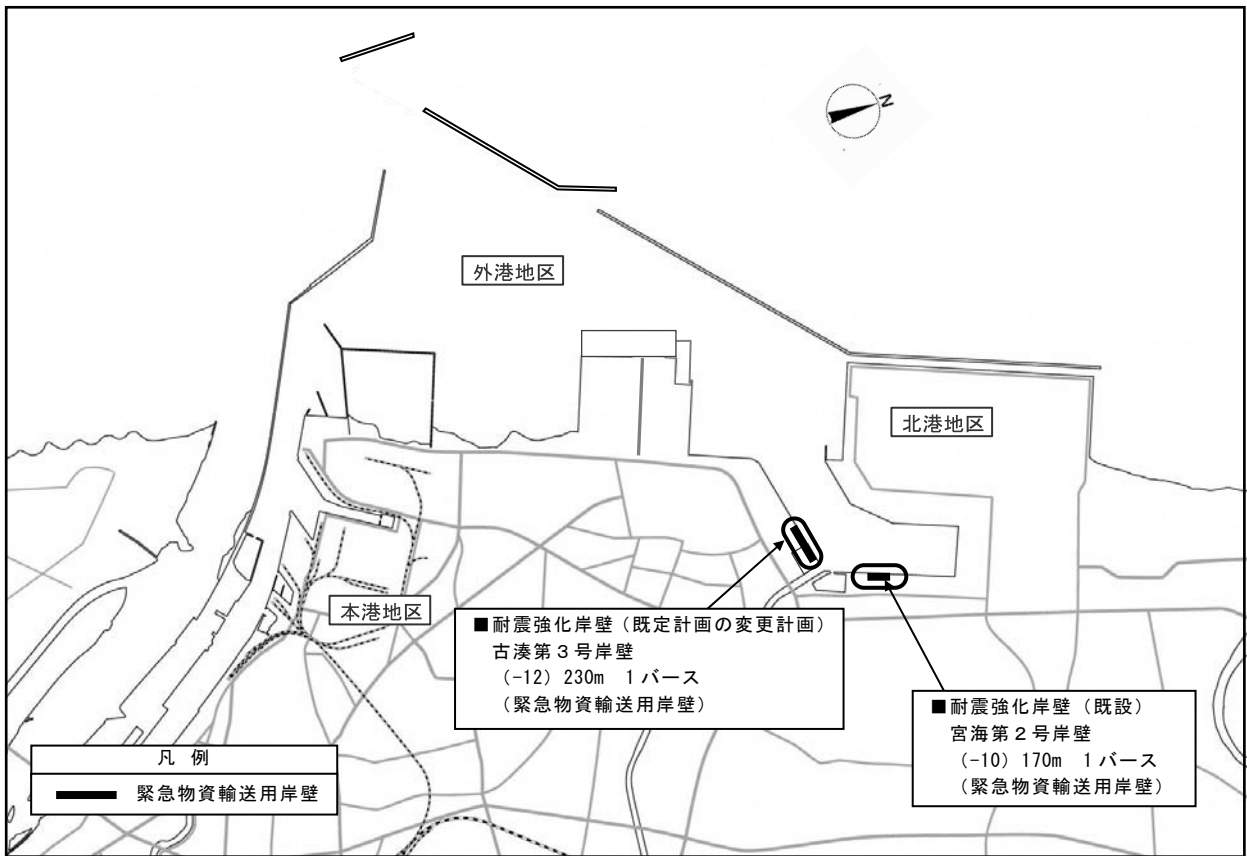 N
外港地区
北港地区
本港地区
■耐震強化岸壁（既定計画の変更計画）
古湊第３号岸壁
（-12）230m １バース
（緊急物資輸送用岸壁）
■耐震強化岸壁（既設）
宮海第２号岸壁
（-10）170m １バース
（緊急物資輸送用岸壁）
凡 例
緊急物資輸送用岸壁